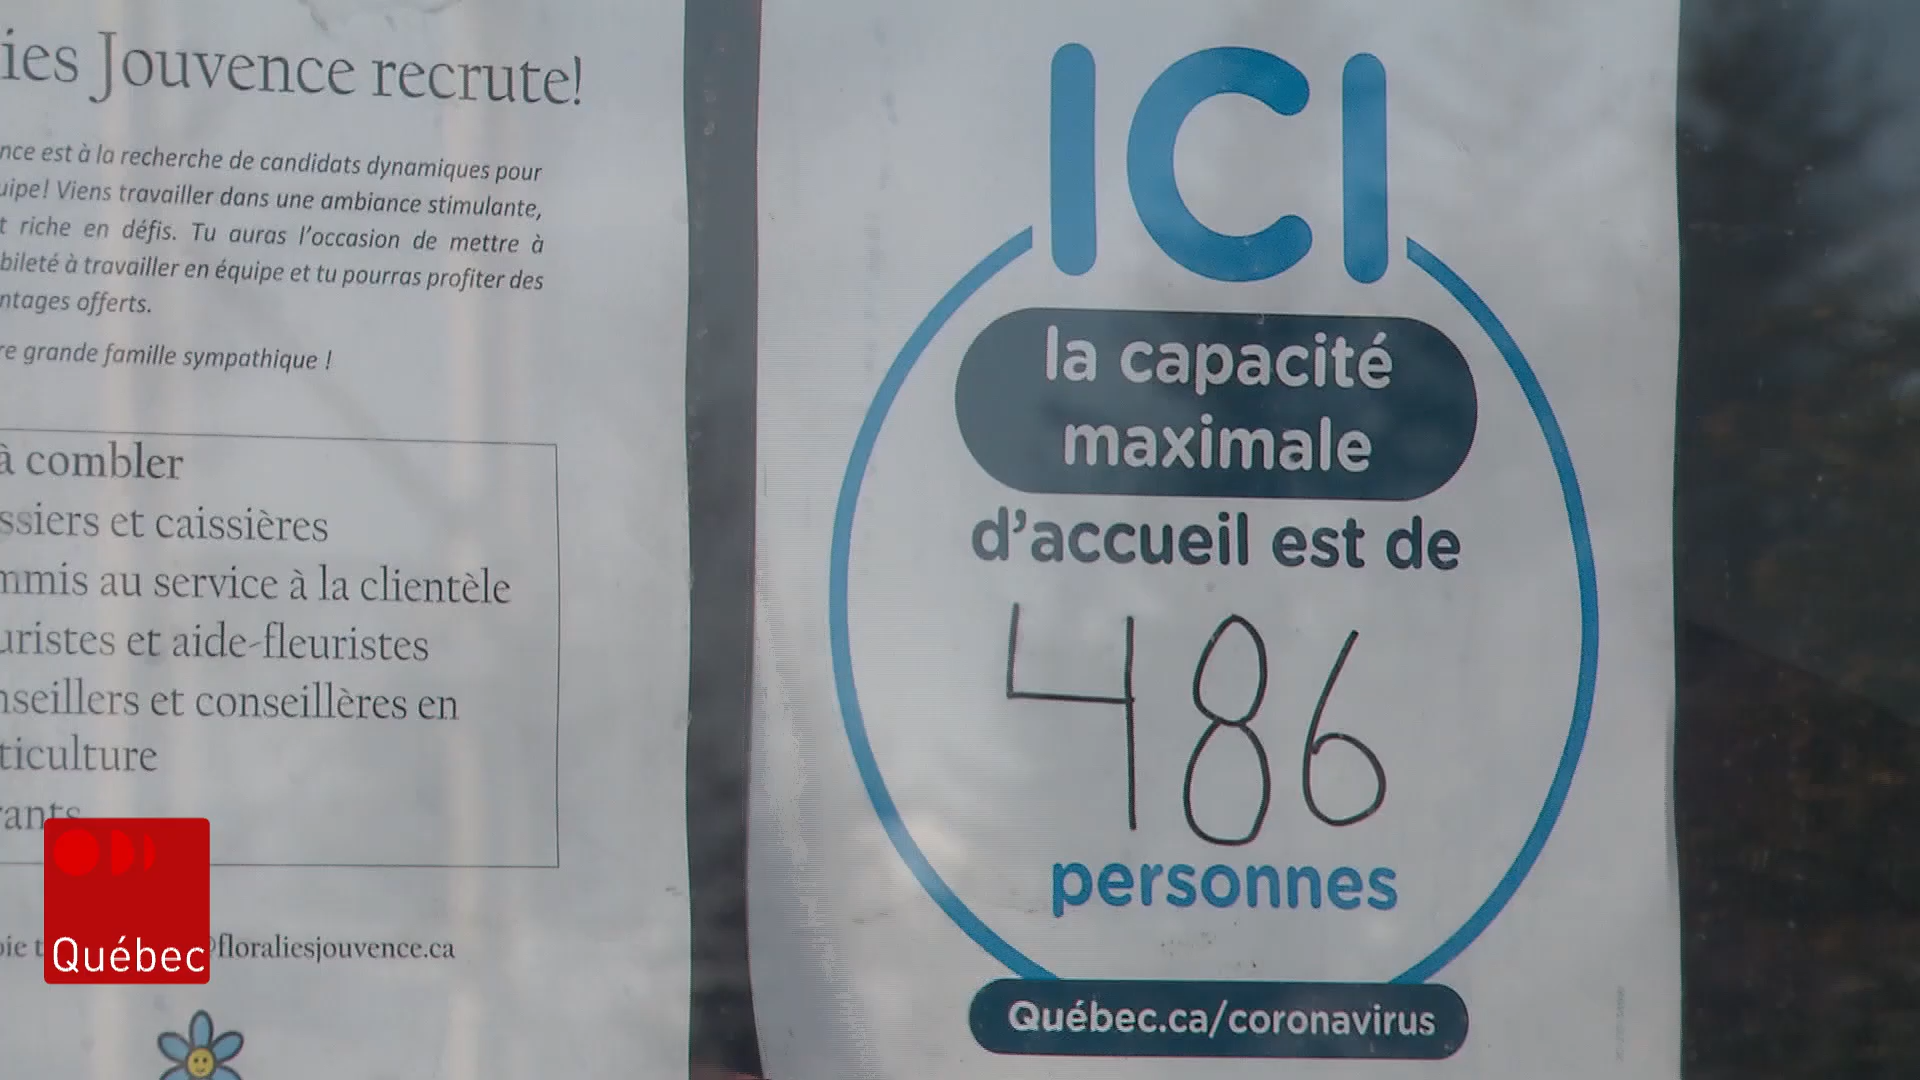 ies Jouvence recrute!
nce est à la recherche de candidats dynamiques pour
uipe! Viens travailler dans une ambiance stimulante,
t riche en défis. Tu auras l'occasion de mettre à
bileté à travailler en équipe et tu pourras profiter des
ntages offerts.
re grande famille sympathique !
à combler
ssiers et caissières
mmis au service à la clientèle
uristes et aide-fleuristes
nseillers et conseillères en
ticulture
rants
oie t
@floraliesjouvence.ca
Québec
ICI
la capacité
maximale
d'accueil est de
486
personnes
Québec.ca/coronavirus